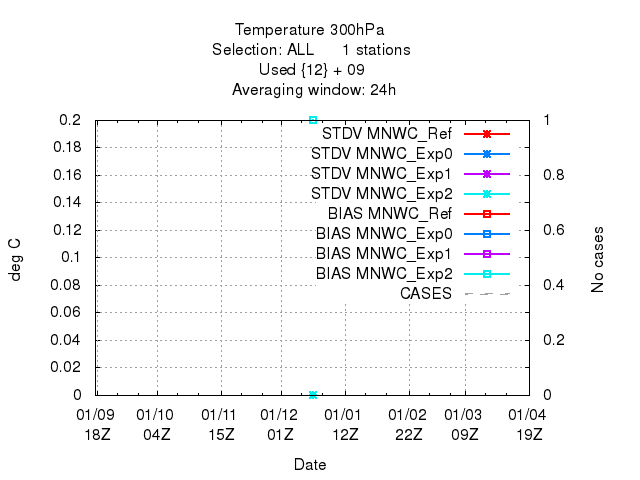 Temperature 300hPa
Selection: ALL 1 stations
Used {12} + 09
Averaging window: 24h
0.2
0.18
0.16
0.14
0.12
0.1
0.08
0.06
0.04
0.02
0
deg C
1
0.8
0.6
0.4
0.2
0
No cases
STDV MNWC_Ref
STDV MNWC_Exp0
STDV MNWC_Exp1
STDV MNWC_Exp2
BIAS MNWC_Ref
BIAS MNWC_Exp0
BIAS MNWC_Exp1
BIAS MNWC_Exp2
CASES
01/09 01/10 01/11 01/12 01/01 01/02 01/03 01/04
18Z 04Z 15Z 01Z 12Z 22Z 09Z 19Z
Date